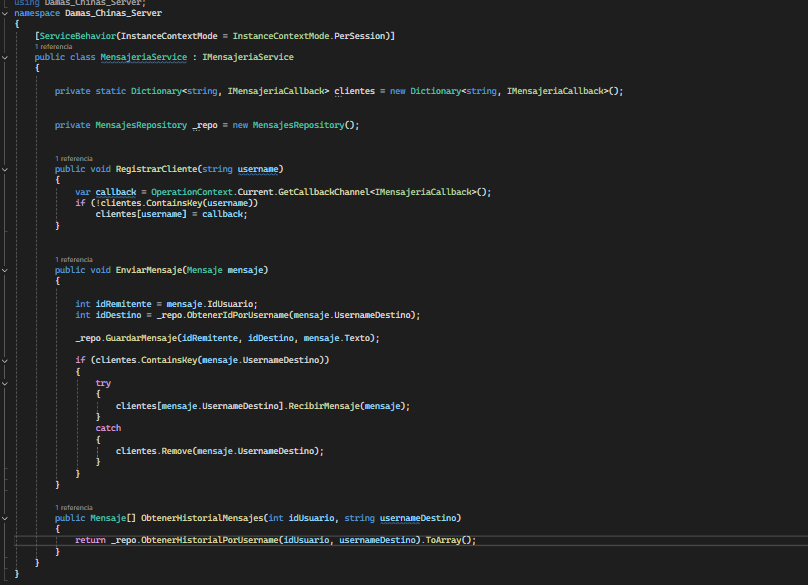 using Damas_Chinas_Server;
namespace Damas_Chinas_Server
{
[ServiceBehavior(InstanceContextMode = InstanceContextMode.PerSession)]
1 referencia
public class MensajeriaService : IMensajeriaService
{
private static Dictionary<string, IMensajeriaCallback> clientes = new Dictionary<string, IMensajeriaCallback>();
private MensajesRepository _repo = new MensajesRepository();
1 referencia
public void RegistrarCliente(string username)
{
var callback = OperationContext.Current.GetCallbackChannel<IMensajeriaCallback>();
if (!clientes.ContainsKey(username))
clientes[username] = callback;
}
1 referencia
public void EnviarMensaje(Mensaje mensaje)
{
int idRemitente = mensaje.IdUsuario;
int idDestino = _repo.ObtenerIdPorUsername(mensaje.UsernameDestino);
_repo.GuardarMensaje(idRemitente, idDestino, mensaje.Texto);
if (clientes.ContainsKey(mensaje.UsernameDestino))
{
try
{
clientes[mensaje.UsernameDestino].RecibirMensaje(mensaje);
}
catch
{
clientes.Remove(mensaje.UsernameDestino);
}
}
}
1 referencia
public Mensaje[] ObtenerHistorialMensajes(int idUsuario, string usernameDestino)
{
return _repo.ObtenerHistorialPorUsername(idUsuario, usernameDestino).ToArray();
}
}
}